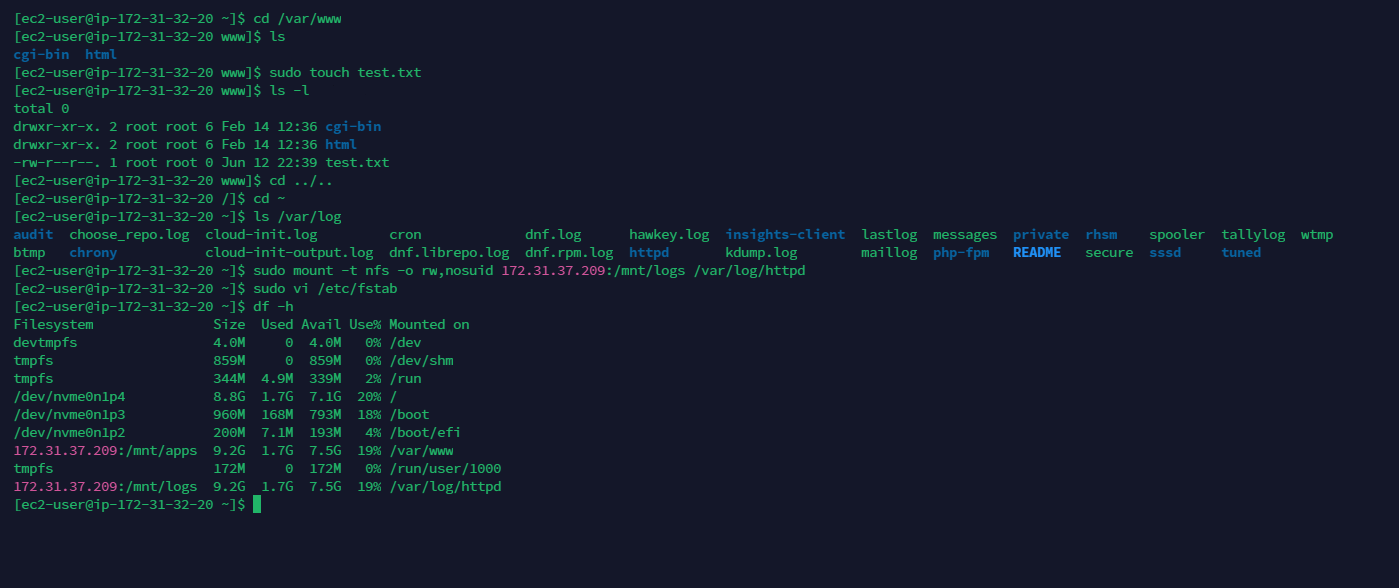 [ec2-user@ip-172-31-32-20 ~]$ cd /var/www
[ec2-user@ip-172-31-32-20 www]$ ls
cgi-bin  html
[ec2-user@ip-172-31-32-20 www]$ sudo touch test.txt
[ec2-user@ip-172-31-32-20 www]$ ls -l
total 0
drwxr-xr-x. 2 root root 6 Feb 14 12:36 cgi-bin
drwxr-xr-x. 2 root root 6 Feb 14 12:36 html
-rw-r--r--. 1 root root 0 Jun 12 22:39 test.txt
[ec2-user@ip-172-31-32-20 www]$ cd ../..
[ec2-user@ip-172-31-32-20 /]$ cd ~
[ec2-user@ip-172-31-32-20 ~]$ ls /var/log
audit  choose_repo.log  cloud-init.log         cron             dnf.log      hawkey.log  insights-client  lastlog  messages  private  rhsm    spooler  tallylog  wtmp
btmp   chrony           cloud-init-output.log  dnf.librepo.log  dnf.rpm.log  httpd       kdump.log        maillog  php-fpm   README   secure  sssd     tuned
[ec2-user@ip-172-31-32-20 ~]$ sudo mount -t nfs -o rw,nosuid 172.31.37.209:/mnt/logs /var/log/httpd
[ec2-user@ip-172-31-32-20 ~]$ sudo vi /etc/fstab
[ec2-user@ip-172-31-32-20 ~]$ df -h
Filesystem               Size  Used Avail Use% Mounted on
devtmpfs                 4.0M     0  4.0M   0% /dev
tmpfs                    859M     0  859M   0% /dev/shm
tmpfs                    344M  4.9M  339M   2% /run
/dev/nvme0n1p4           8.8G  1.7G  7.1G  20% /
/dev/nvme0n1p3           960M  168M  793M  18% /boot
/dev/nvme0n1p2           200M  7.1M  193M   4% /boot/efi
172.31.37.209:/mnt/apps  9.2G  1.7G  7.5G  19% /var/www
tmpfs                    172M     0  172M   0% /run/user/1000
172.31.37.209:/mnt/logs  9.2G  1.7G  7.5G  19% /var/log/httpd
[ec2-user@ip-172-31-32-20 ~]$